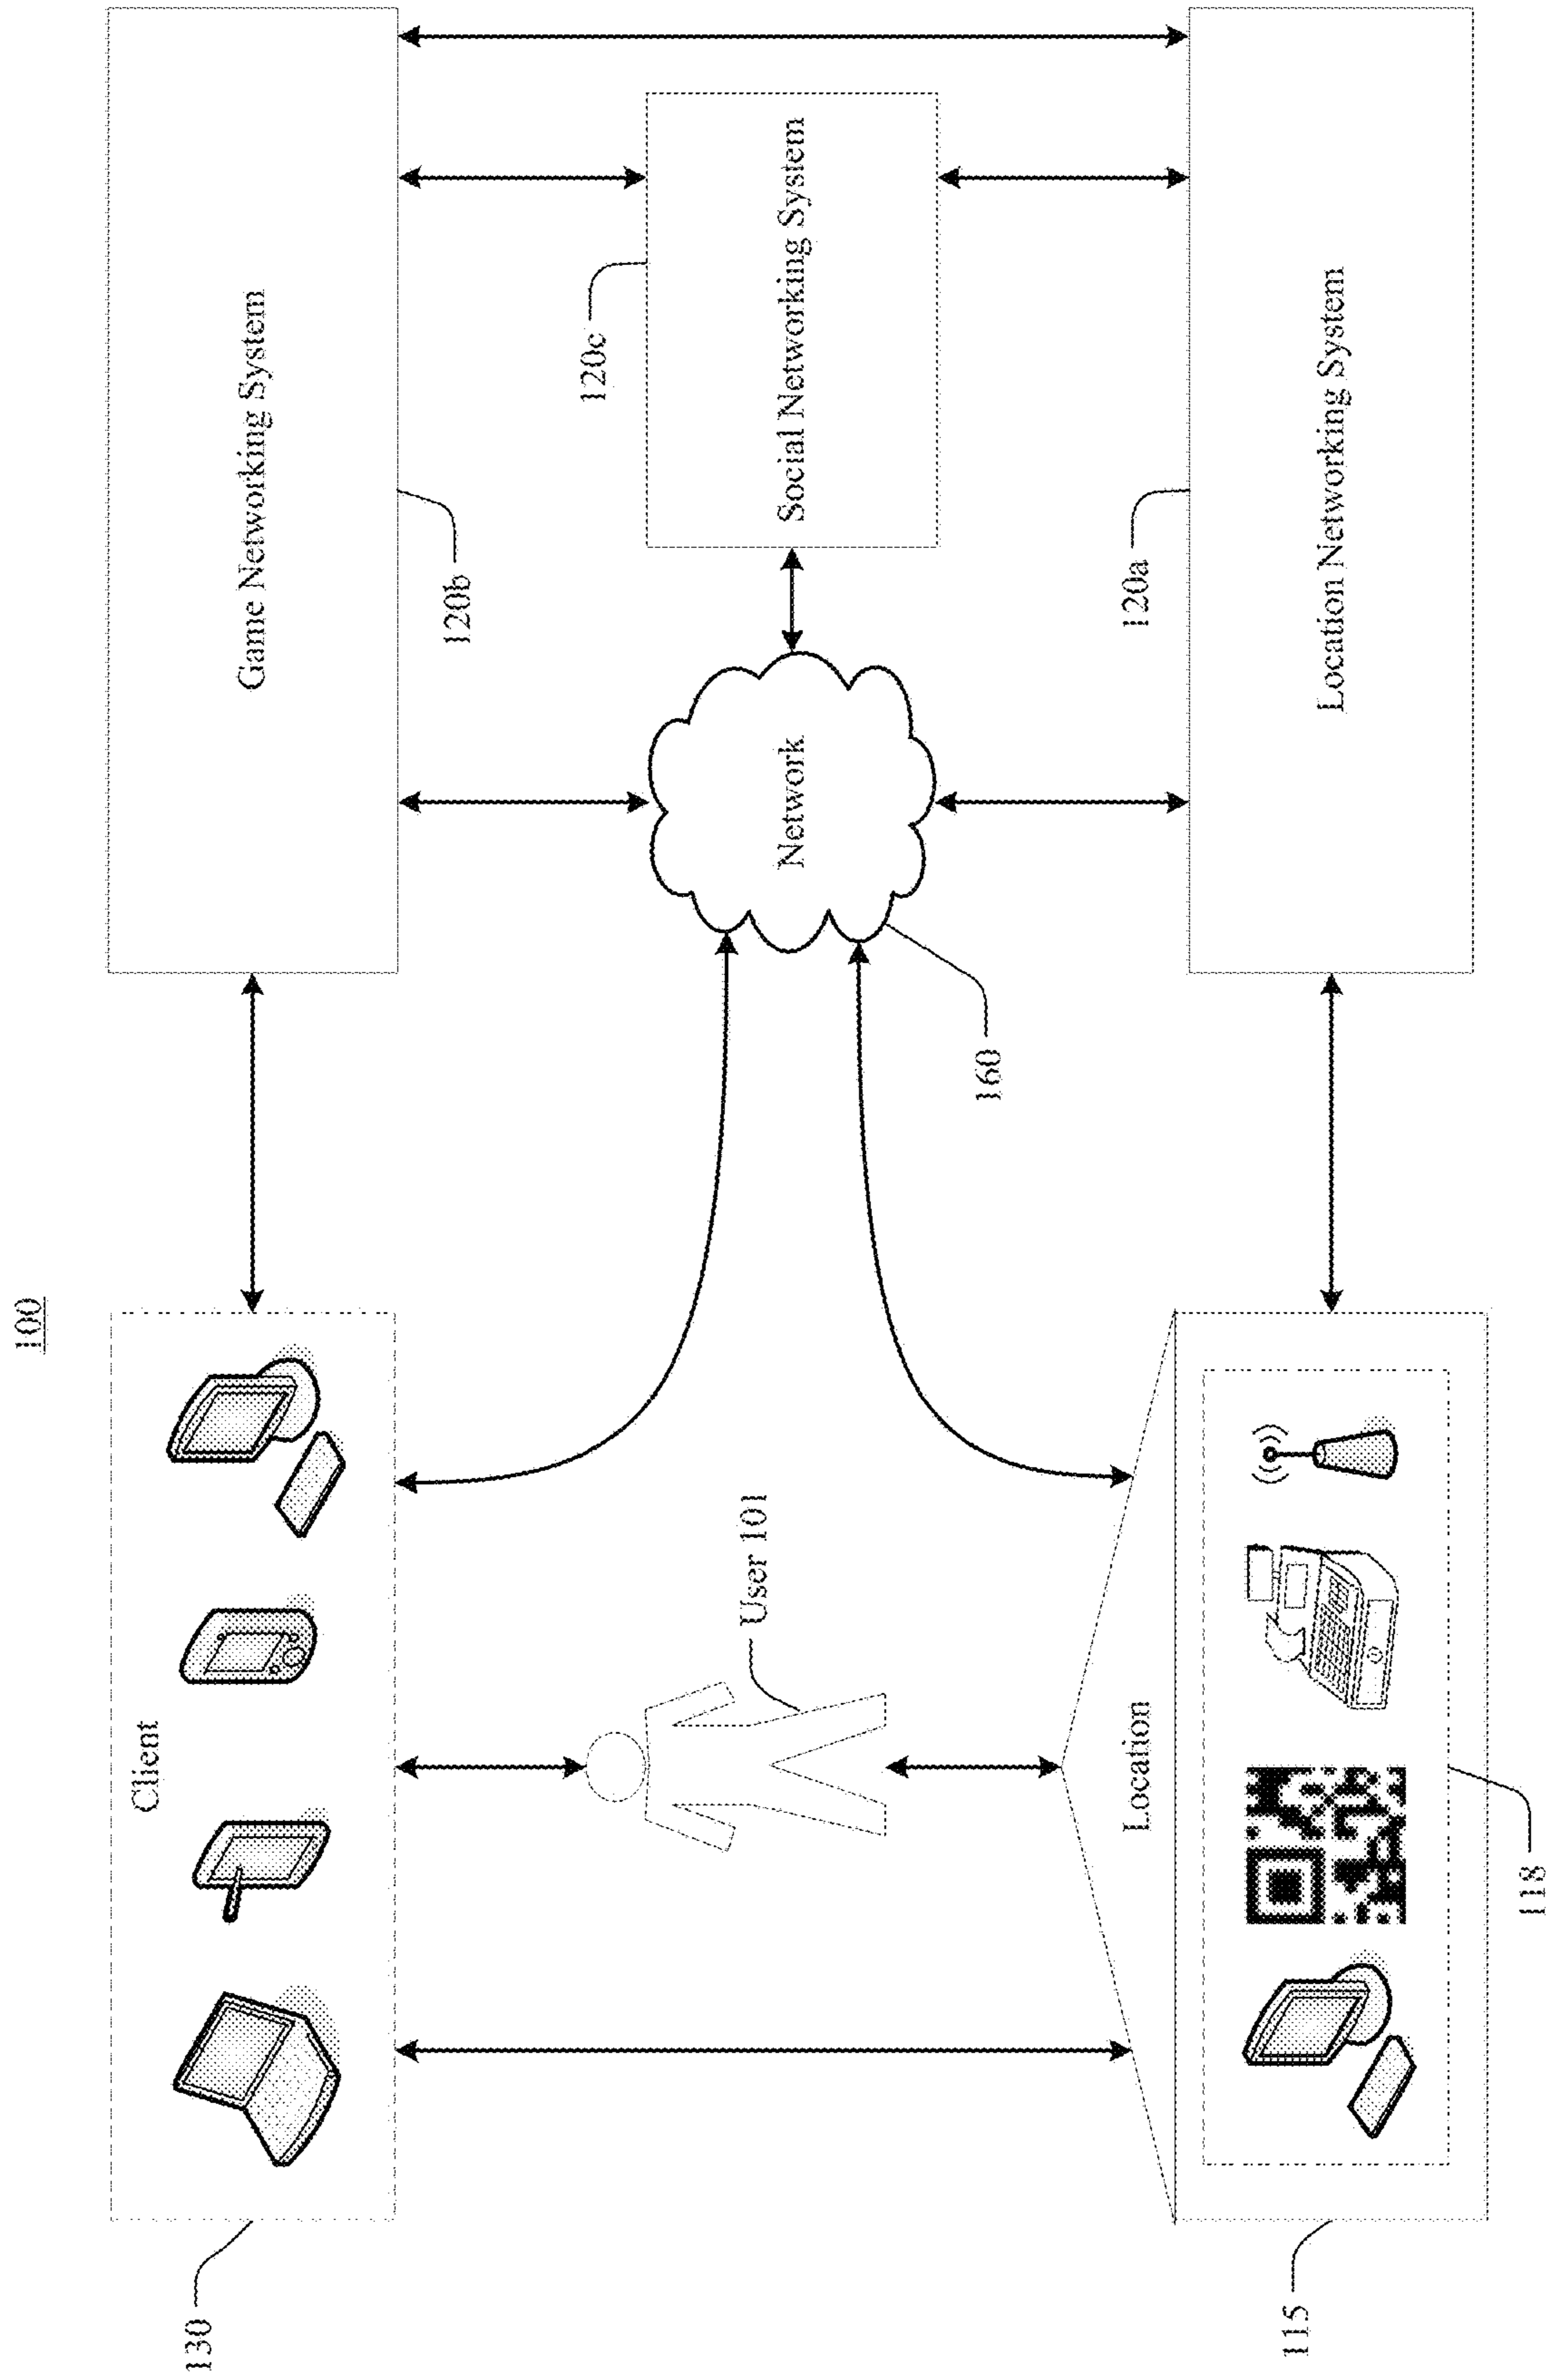 100
130
Client
Game Networking System
120b
User 101
Network
160
120c
Social Networking System
Location
115
118
120a
Location Networking System